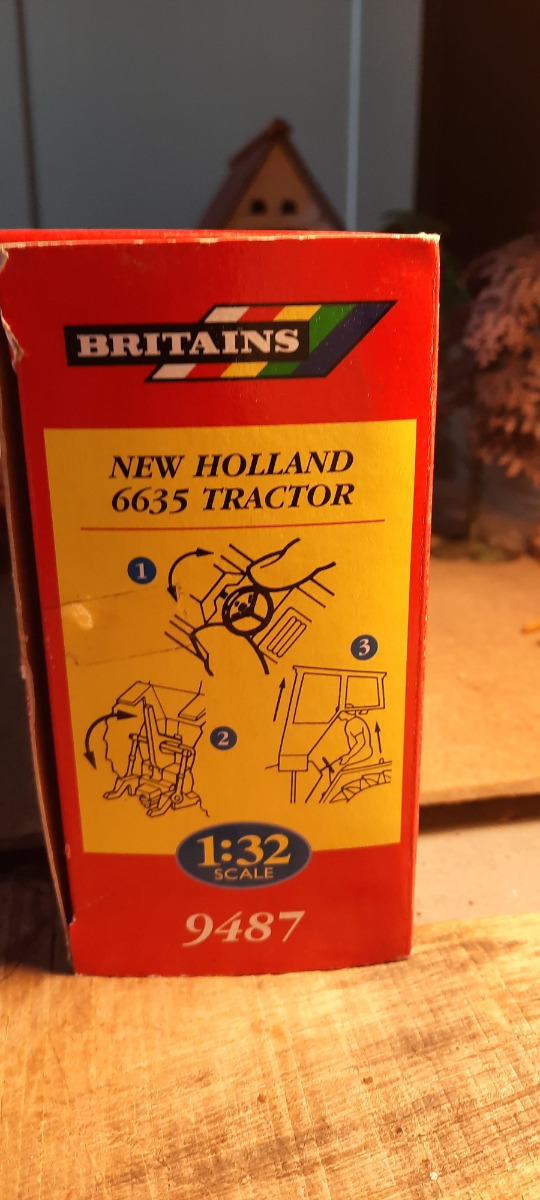 BRITAINS
NEW HOLLAND
6635 TRACTOR
1
3
2
1:32
SCALE
9487